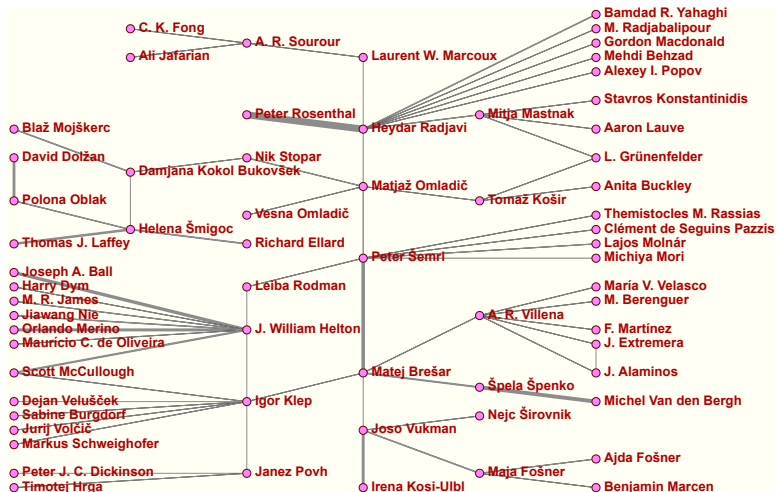 Bamdad R. Yahaghi
C. K. Fong
M. Radjabalipour
A. R. Sourour
Gordon Macdonald
Ali Jafarian
Laurent W. Marcoux
Mehdi Behzad
Alexey I. Popov
Stavros Konstantinidis
Peter Rosenthal
Mitja Mastnak
Blaž Mojškerc
Heydar Radjavi
Aaron Lauve
David Dolžan
Nik Stopar
L. Grünenfelder
Damjana Kokol Bukovšek
Matjaž Omladič
Anita Buckley
Polona Oblak
Tomaž Košir
Vesna Omladič
Themistocles M. Rassias
Helena Šmigoc
Clément de Seguins Pazzis
Thomas J. Laffey
Richard Ellard
Lajos Molnár
Peter Šemrl
Michiya Mori
Joseph A. Ball
Harry Dym
Leiba Rodman
María V. Velasco
M. R. James
M. Berenguer
Jiawang Nie
A. R. Villena
Orlando Merino
J. William Helton
F. Martínez
Maurício C. de Oliveira
J. Extremera
Scott McCullough
Matej Brešar
J. Alaminos
Špela Špenko
Dejan Velušček
Igor Klep
Michel Van den Bergh
Sabine Burgdorf
Nejc Širovnik
Jurij Volčič
Joso Vukman
Markus Schweighofer
Ajda Fošner
Peter J. C. Dickinson
Janez Povh
Maja Fošner
Timotej Hrga
Irena Kosi-Ulbl
Benjamin Marcen